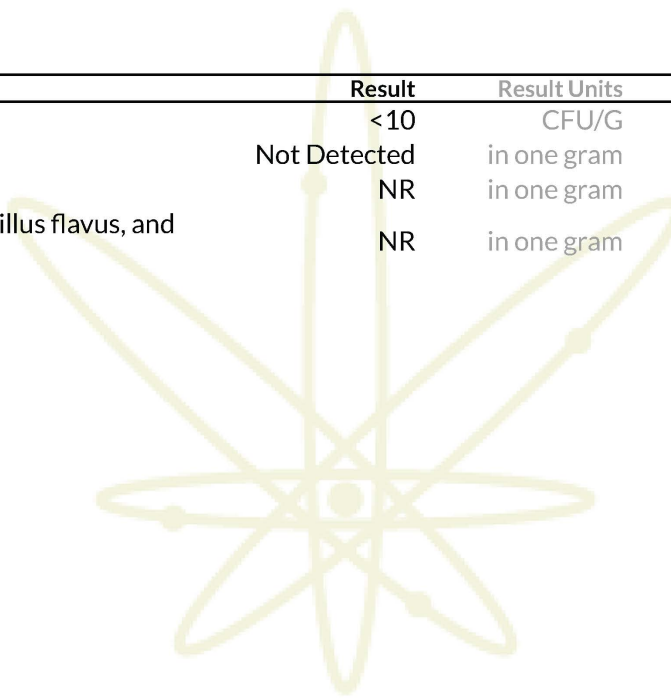 Result Result Units
<10 CFU/G
Not Detected in one gram
NR in one gram
illus flavus, and
NR in one gram